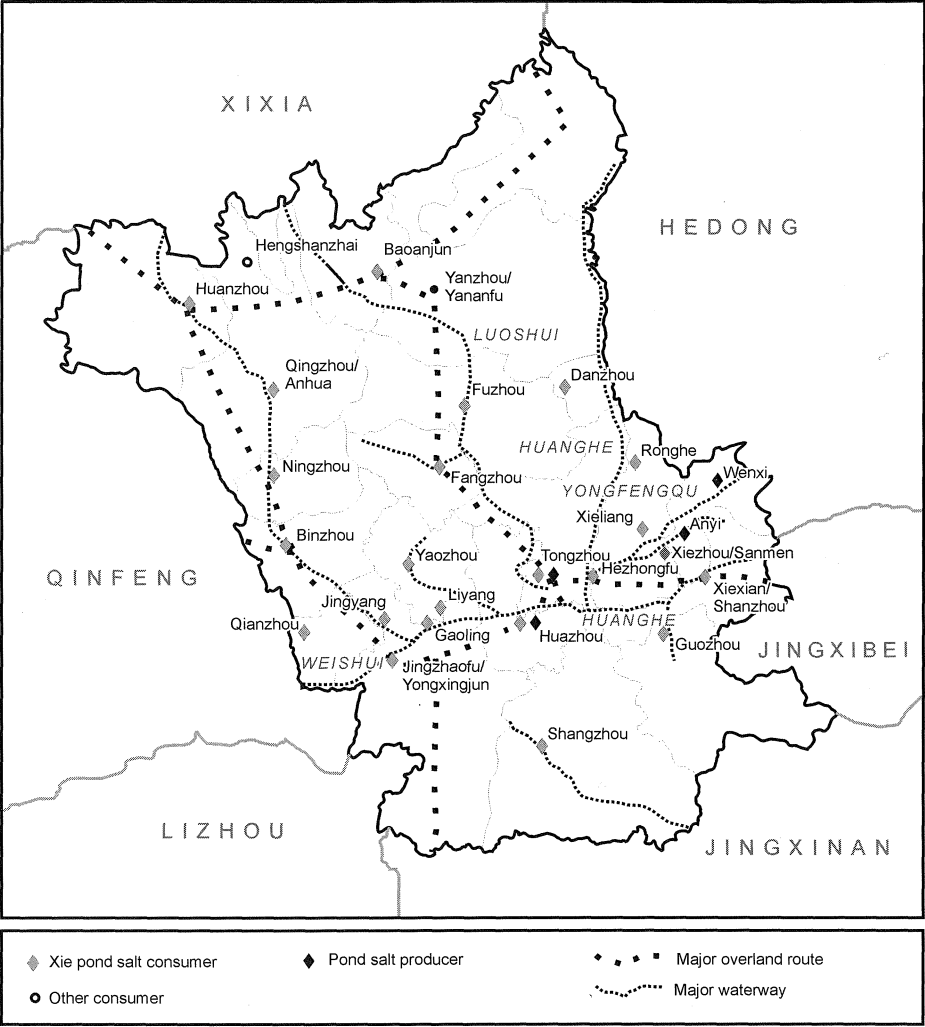 XIXIA
HEDONG
Hengshanzhai
Baoanjun
Huanzhou
Yanzhou/
Yananfu
LUOSHUI
Qingzhou/
Anhua
Danzhou
Fuzhou
HUANGHE
Ronghe
Ningzhou
Fangzhou
Wenxi
YONGFENGQU
Xieliang
Anyi
Binzhou
Yaozhou
Tongzhou
Xiezhou/Sanmen
Hezhongfu
QINFENG
Xiexian/
Shanzhou
Jingyang
Liyang
Qianzhou
Gaoling
Huazhou
HUANGHE
Guozhou
JINGXIBEI
WEISHUI
Jingzhaofu/
Yongxingjun
Shangzhou
LIZHOU
JINGXINAN
Xie pond salt consumer
Pond salt producer
Major overland route
Other consumer
Major waterway